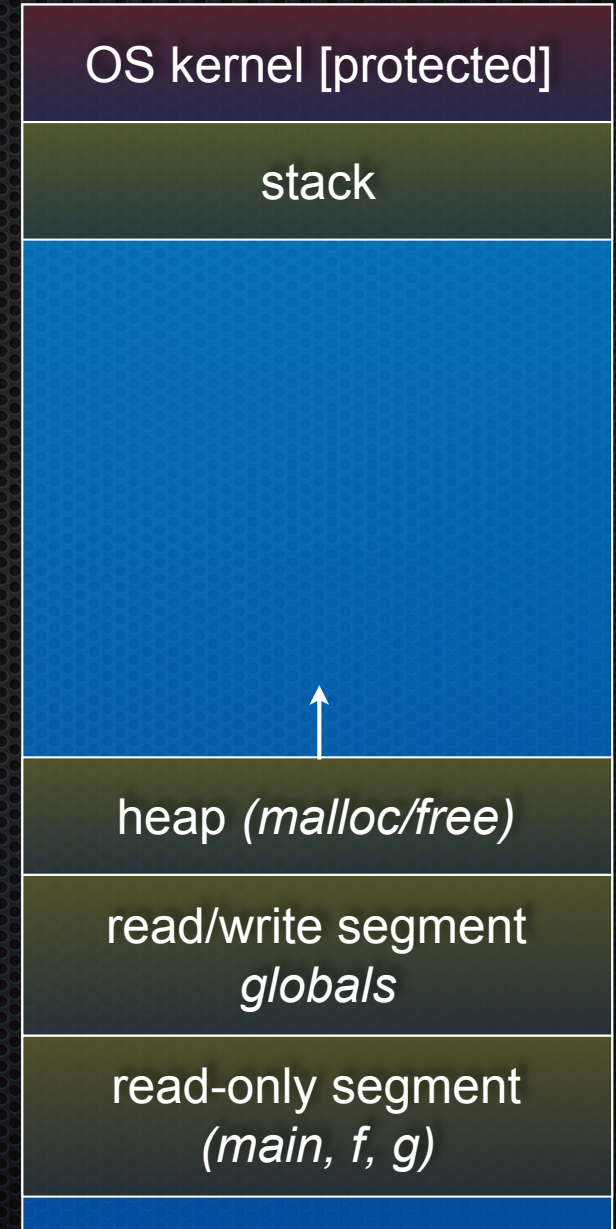 OS kernel [protected]
stack
heap (malloc/free)
read/write segment
globals
read-only segment
(main, f, g)